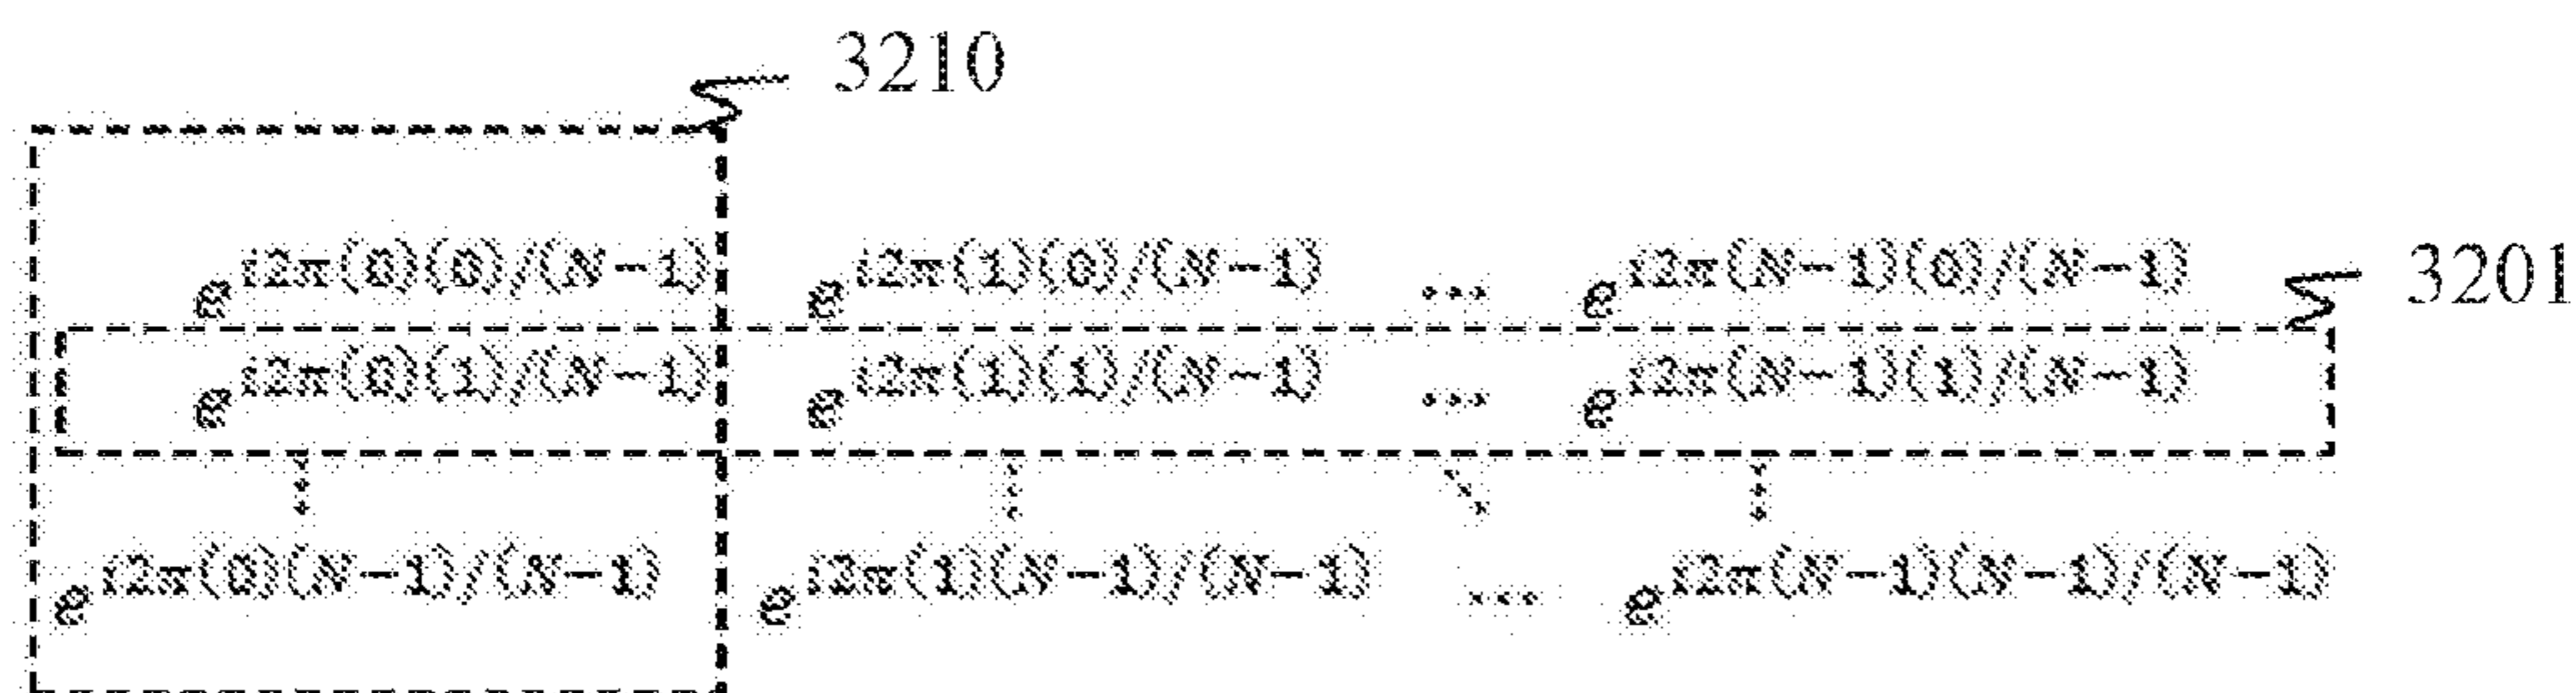 3210
e^{i2π(0)(0)/(N−1)} e^{i2π(1)(0)/(N−1)} ... e^{i2π(N−1)(0)/(N−1)} 3201
e^{i2π(0)(1)/(N−1)} e^{i2π(1)(1)/(N−1)} ... e^{i2π(N−1)(1)/(N−1)}
⋮ ⋮ ⋱ ⋮
e^{i2π(0)(N−1)/(N−1)} e^{i2π(1)(N−1)/(N−1)} ... e^{i2π(N−1)(N−1)/(N−1)}